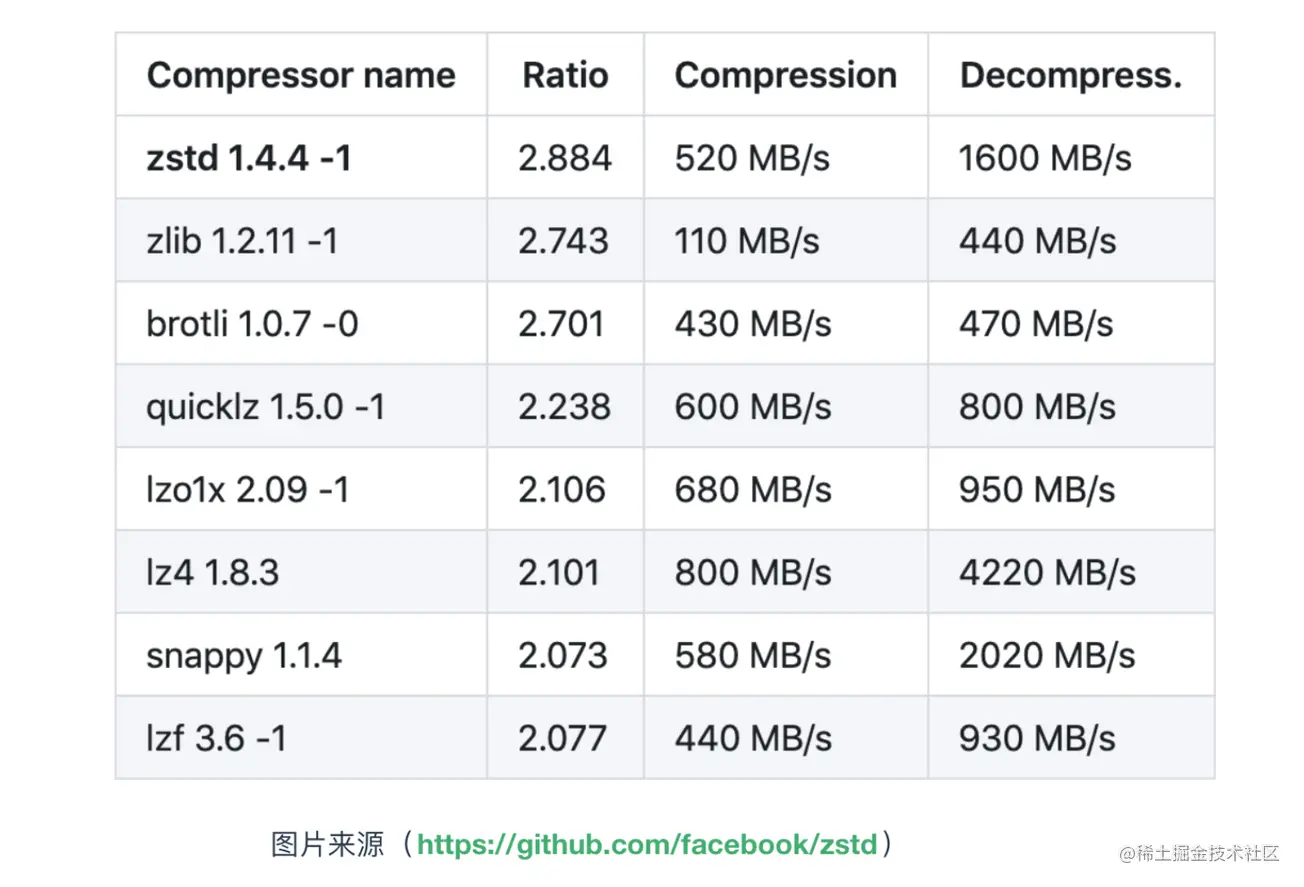 Compressor name Ratio Compression Decompress.
zstd 1.4.4 -1 2.884 520 MB/s 1600 MB/s
zlib 1.2.11 -1 2.743 110 MB/s 440 MB/s
brotli 1.0.7 -0 2.701 430 MB/s 470 MB/s
quicklz 1.5.0 -1 2.238 600 MB/s 800 MB/s
lzo1x 2.09 -1 2.106 680 MB/s 950 MB/s
lz4 1.8.3 2.101 800 MB/s 4220 MB/s
snappy 1.1.4 2.073 580 MB/s 2020 MB/s
lzf 3.6 -1 2.077 440 MB/s 930 MB/s
图片来源（https://github.com/facebook/zstd）
@稀土掘金技术社区